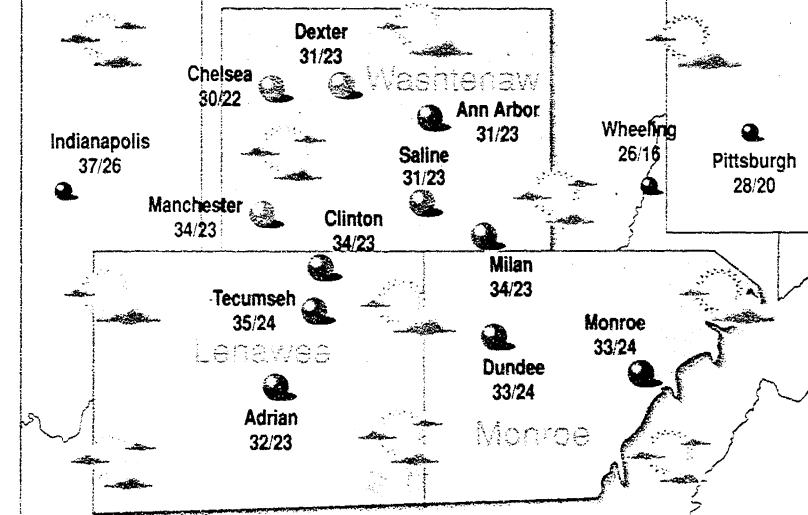 Dexter
31/23
Chelsea
30/22
Washtenaw
Ann Arbor
31/23
Wheeling
26/16
Indianapolis
37/26
Pittsburgh
28/20
Saline
31/23
Manchester
34/23
Clinton
34/23
Milan
34/23
Tecumseh
35/24
Monroe
33/24
Lenawee
Dundee
33/24
Adrian
32/23
Monroe